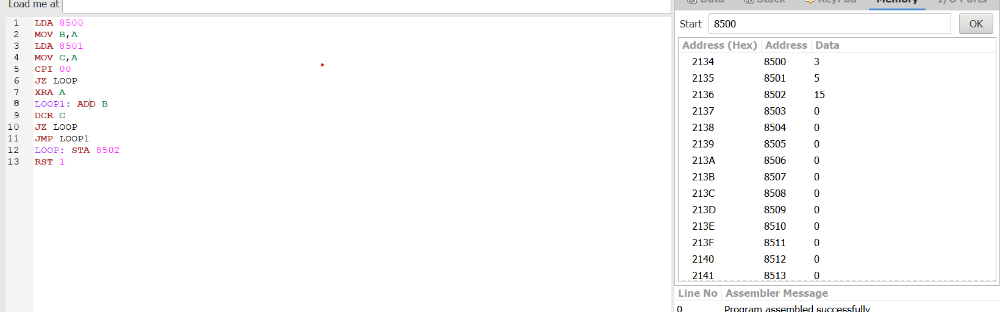 Load me at
1 LDA 8500
2 MOV B,A
3 LDA 8501
4 MOV C,A
5 CPI 00
6 JZ LOOP
7 XRA A
8 LOOP1: ADD B
9 DCR C
10 JZ LOOP
11 JMP LOOP1
12 LOOP: STA 8502
13 RST 1
Data Stack KeyPad Memory I/O Ports
Start 8500 OK
Address (Hex) Address Data
2134 8500 3
2135 8501 5
2136 8502 15
2137 8503 0
2138 8504 0
2139 8505 0
213A 8506 0
213B 8507 0
213C 8508 0
213D 8509 0
213E 8510 0
213F 8511 0
2140 8512 0
2141 8513 0
Line No Assembler Message
0 Program assembled successfully